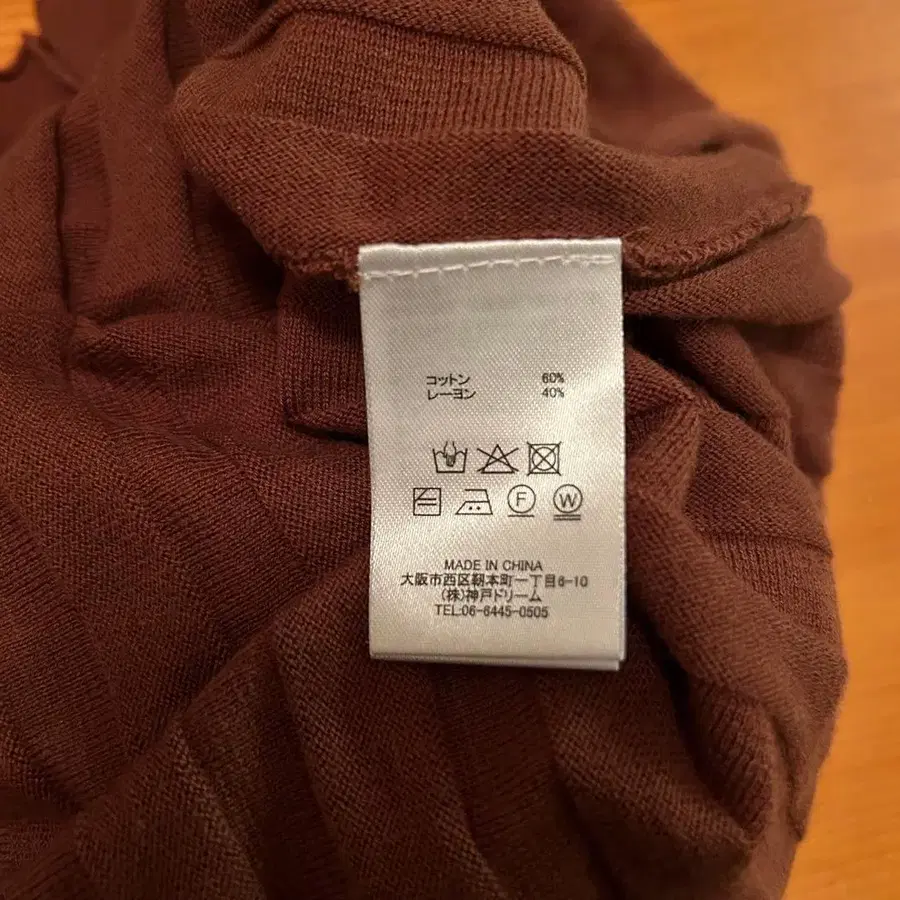 コットン 60%
レーヨン 40%
F W
MADE IN CHINA
大阪市西区靭本町一丁目6-10
(株)神戸ドリーム
TEL:06-6445-0505